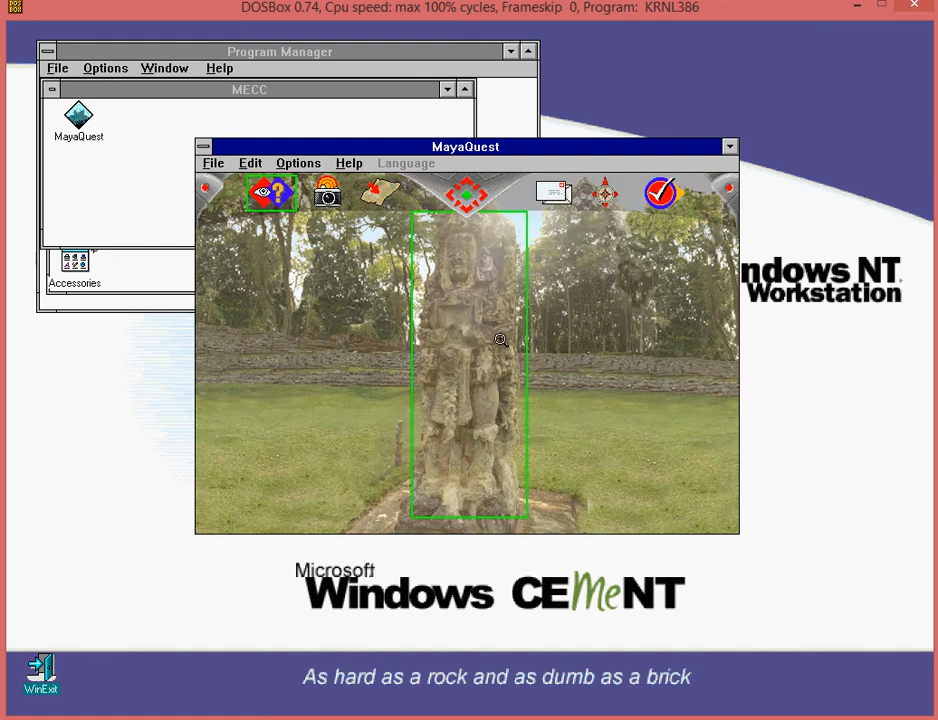 DOSBox 0.74, Cpu speed: max 100% cycles, Frameskip 0, Program: KRNL386
Program Manager
File Options Window Help
MECC
MayaQuest
MayaQuest
File Edit Options Help Language
Accessories
ndows NT
Workstation
Microsoft
Windows CEMeNT
WinExit
As hard as a rock and as dumb as a brick